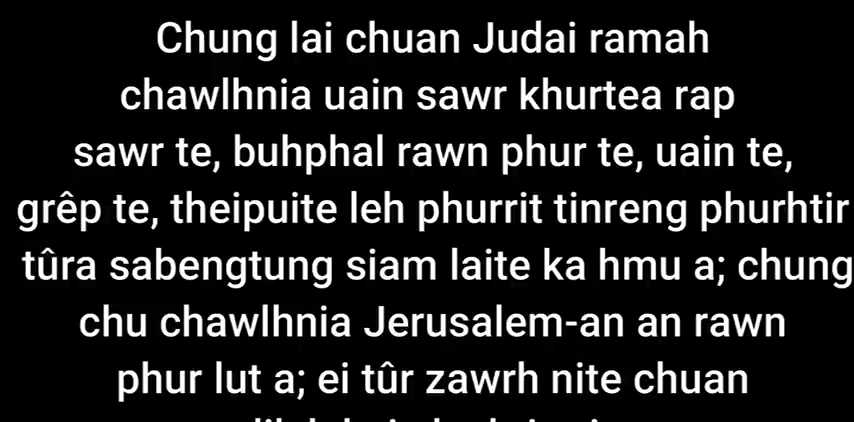 Chung lai chuan Judai ramah
chawlhnia uain sawr khurtea rap
sawr te, buhphal rawn phur te, uain te,
grêp te, theipuite leh phurrit tinreng phurhtir
tûra sabengtung siam laite ka hmu a; chung
chu chawlhnia Jerusalem-an an rawn
phur lut a; ei tûr zawrh nite chuan